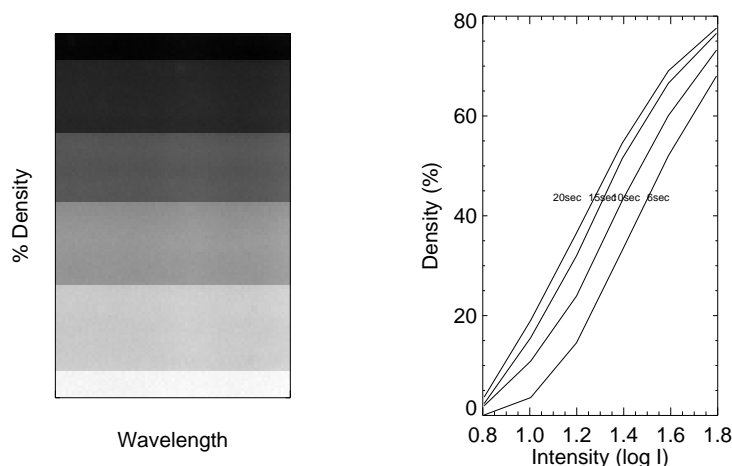 % Density
Wavelength
Density (%)
80
60
40
20
0
20sec 15sec 10sec 6sec
0.8 1.0 1.2 1.4 1.6 1.8
Intensity (log I)